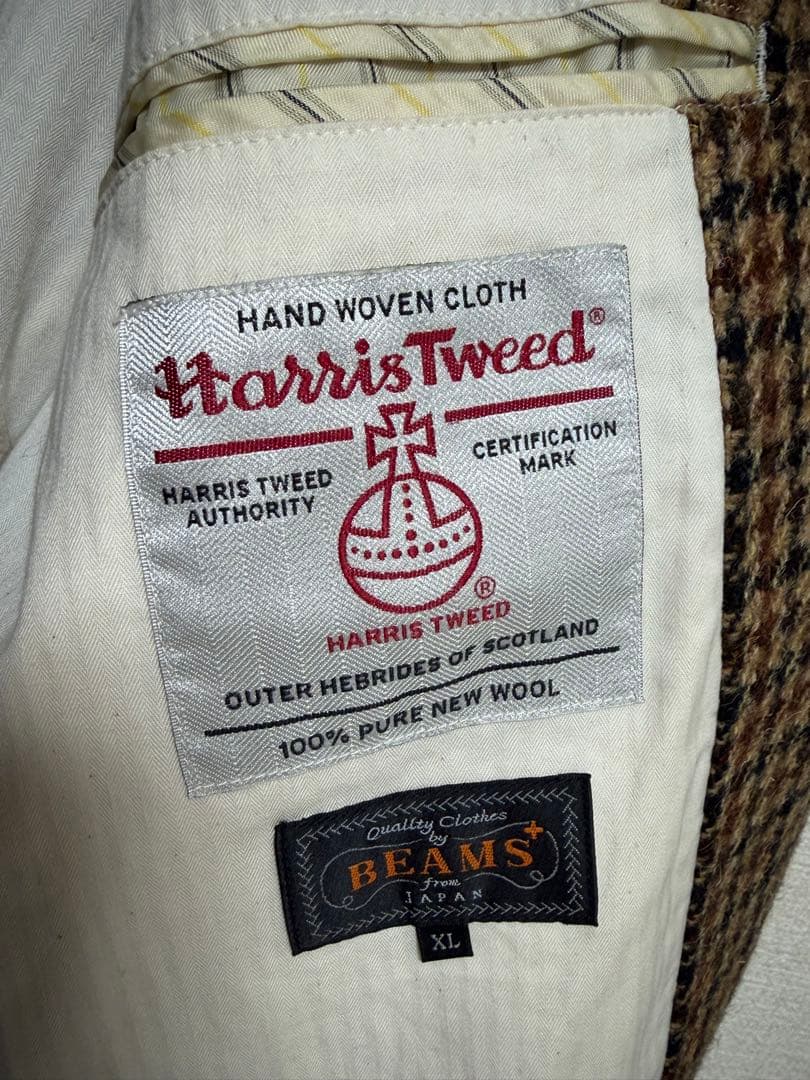 HAND WOVEN CLOTH
Harris Tweed®
HARRIS TWEED
AUTHORITY
CERTIFICATION
MARK
®
HARRIS TWEED
OUTER HEBRIDES OF SCOTLAND
100% PURE NEW WOOL
Quality Clothes
by
BEAMS+
from
JAPAN
XL